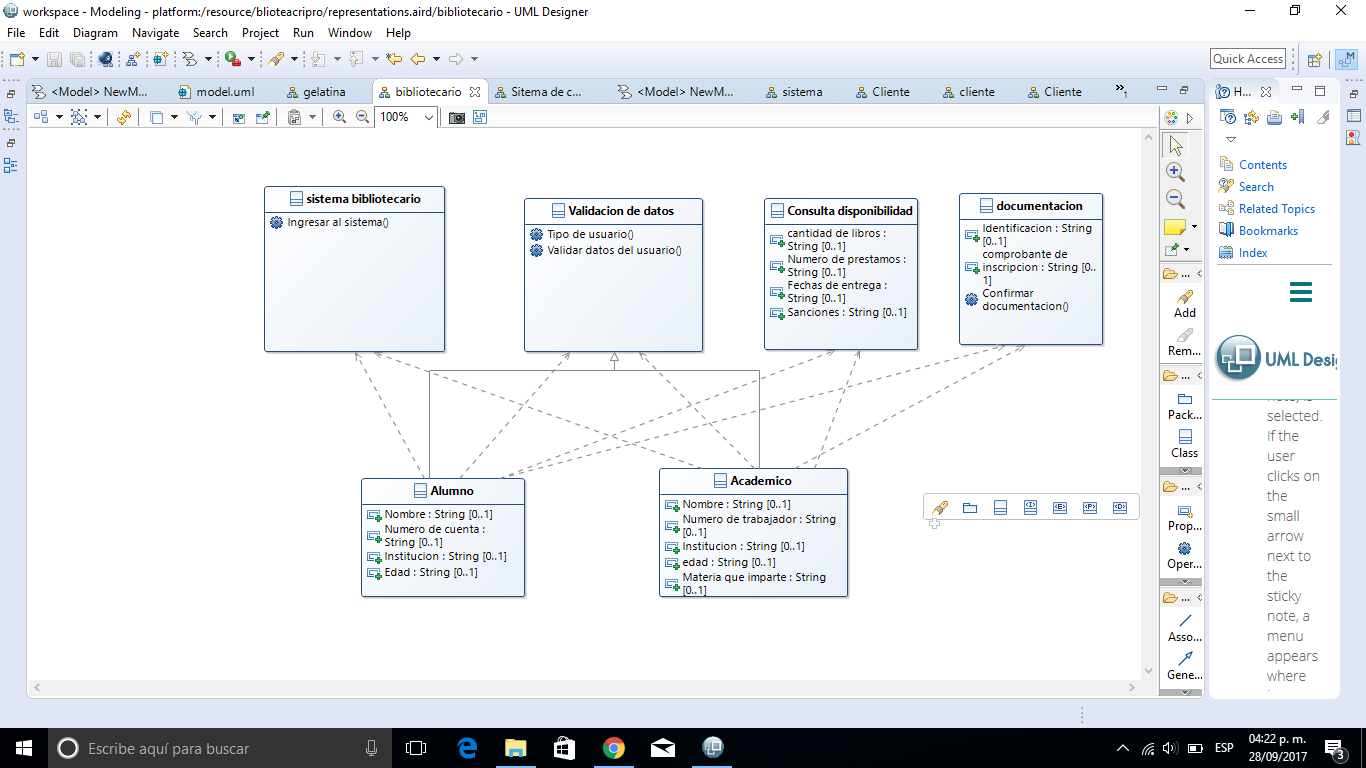 workspace - Modeling - platform:/resource/blioteacripro/representations.aird/bibliotecario - UML Designer
File Edit Diagram Navigate Search Project Run Window Help
Quick Access
<Model> NewM...
model.uml
gelatina
bibliotecario
Sitema de c...
<Model> NewM...
sistema
Cliente
cliente
Cliente
»1
H...
100%
sistema bibliotecario
Ingresar al sistema()
Validacion de datos
Tipo de usuario()
Validar datos del usuario()
Consulta disponibilidad
cantidad de libros :
String [0..1]
Numero de prestamos :
String [0..1]
Fechas de entrega :
String [0..1]
Sanciones : String [0..1]
documentacion
Identificacion : String
[0..1]
comprobante de
inscripcion : String [0..
1]
Confirmar
documentacion()
Alumno
Nombre : String [0..1]
Numero de cuenta :
String [0..1]
Institucion : String [0..1]
Edad : String [0..1]
Academico
Nombre : String [0..1]
Numero de trabajador : String
[0..1]
Institucion : String [0..1]
edad : String [0..1]
Materia que imparte : String
[0..1]
...
Add
Rem...
...
Pack...
Class
...
Prop...
Oper...
...
Asso...
Gene...
Contents
Search
Related Topics
Bookmarks
Index
UML Desi
selected.
If the
user
clicks on
the
small
arrow
next to
the
sticky
note, a
menu
appears
where
Escribe aquí para buscar
ESP
04:22 p. m.
28/09/2017
3